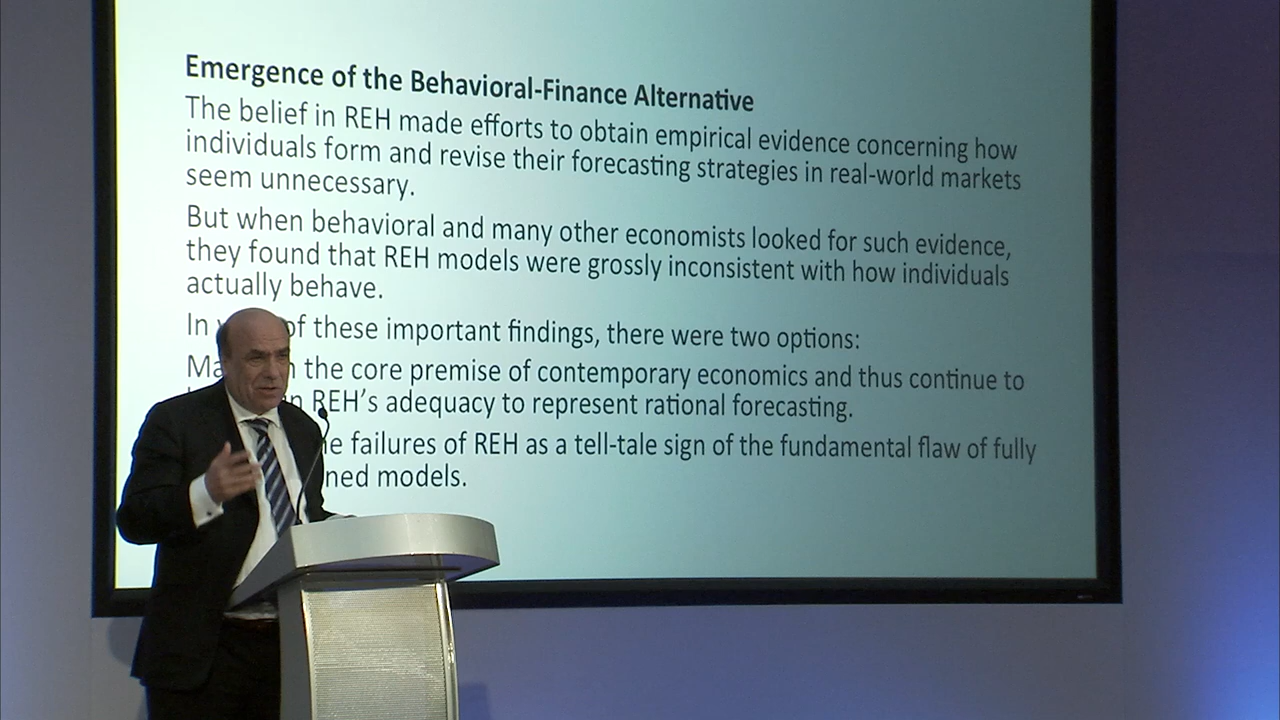 Emergence of the Behavioral-Finance Alternative
The belief in REH made efforts to obtain empirical evidence concerning how
individuals form and revise their forecasting strategies in real-world markets
seem unnecessary.
But when behavioral and many other economists looked for such evidence,
they found that REH models were grossly inconsistent with how individuals
actually behave.
In of these important findings, there were two options:
the core premise of contemporary economics and thus continue to
REH's adequacy to represent rational forecasting.
failures of REH as a tell-tale sign of the fundamental flaw of fully
models.